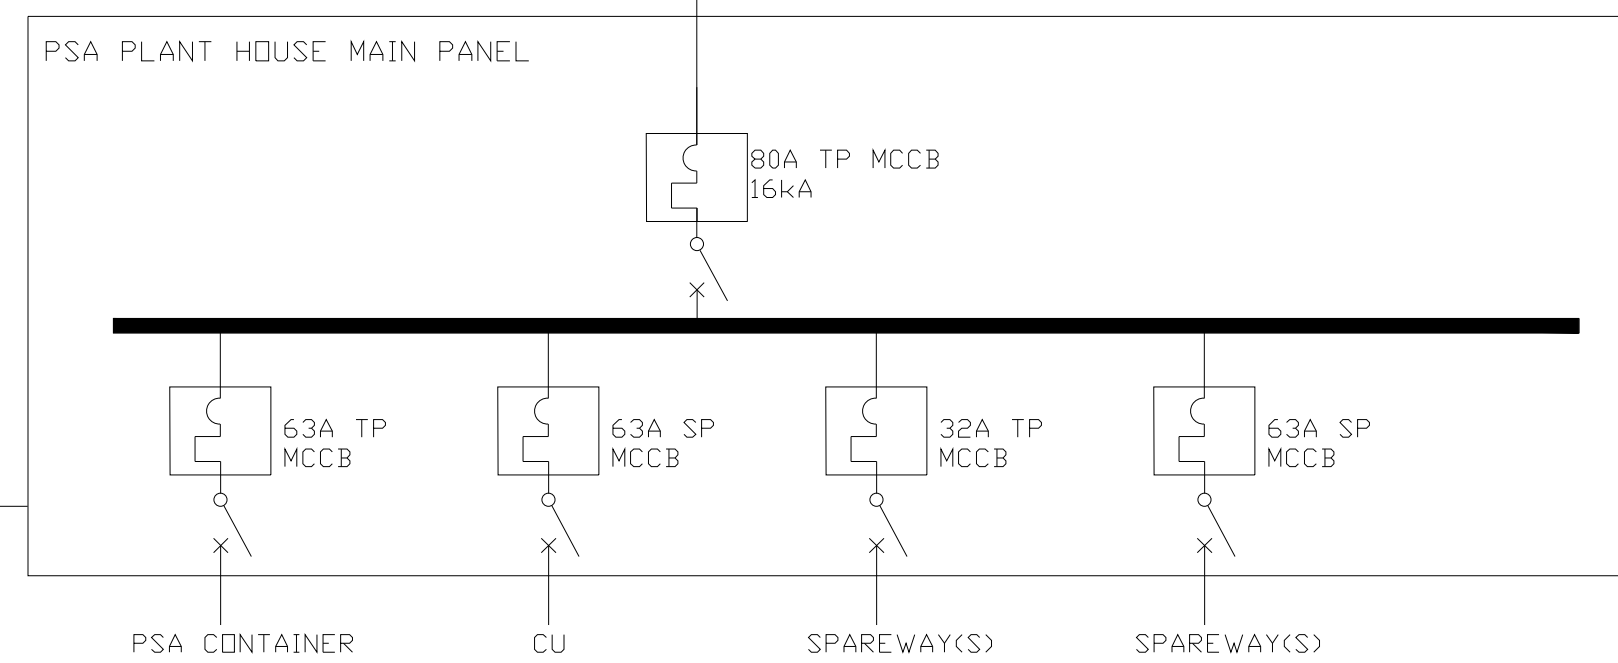 PSA PLANT HOUSE MAIN PANEL
80A TP MCCB
16kA
63A TP
MCCB
63A SP
MCCB
32A TP
MCCB
63A SP
MCCB
PSA CONTAINER
CU
SPAREWAY(S)
SPAREWAY(S)